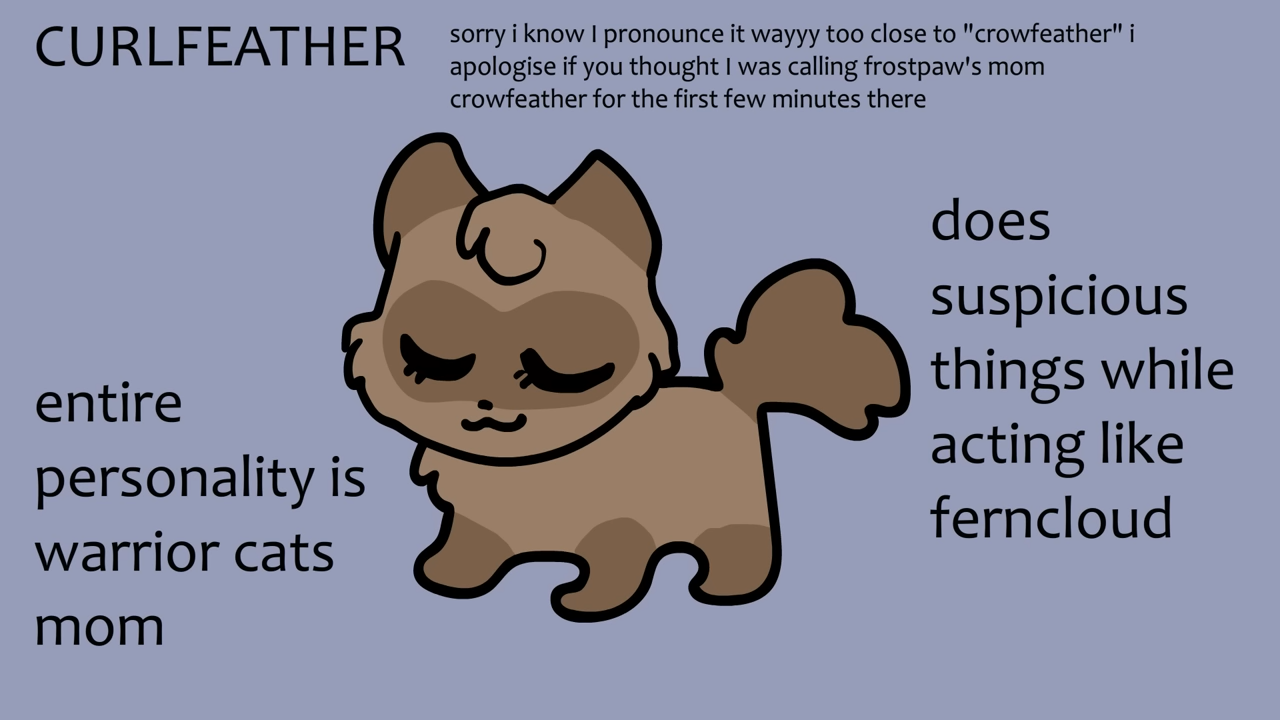 CURLFEATHER
sorry i know I pronounce it wayyy too close to "crowfeather" i
apologise if you thought I was calling frostpaw's mom
crowfeather for the first few minutes there
entire
personality is
warrior cats
mom
does
suspicious
things while
acting like
ferncloud